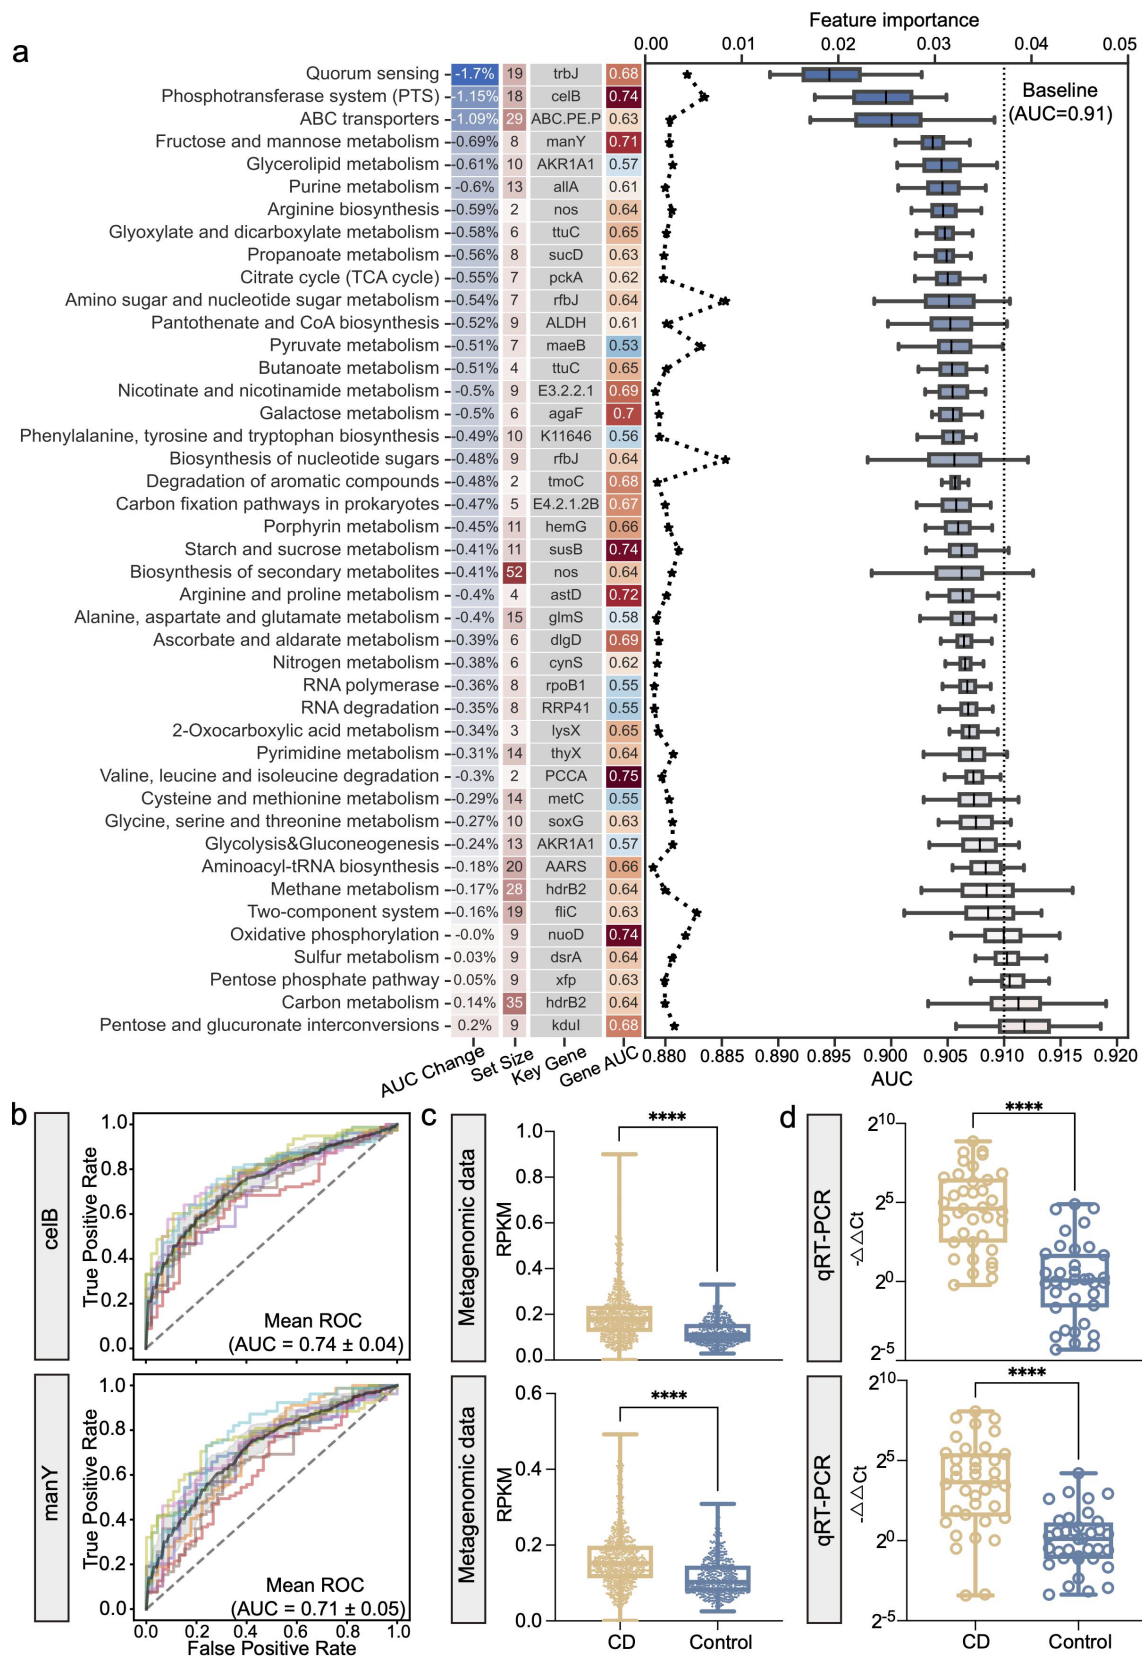 a
Feature importance
0.00 0.01 0.02 0.03 0.04 0.05
Baseline
(AUC=0.91)
Quorum sensing -1.7% 19 trbJ 0.68
Phosphotransferase system (PTS) -1.15% 18 celB 0.74
ABC transporters -1.09% 29 ABC.PE.P 0.63
Fructose and mannose metabolism -0.69% 8 manY 0.71
Glycerolipid metabolism -0.61% 10 AKR1A1 0.57
Purine metabolism -0.6% 13 allA 0.61
Arginine biosynthesis -0.59% 2 nos 0.64
Glyoxylate and dicarboxylate metabolism -0.58% 6 ttuC 0.65
Propanoate metabolism -0.56% 8 sucD 0.63
Citrate cycle (TCA cycle) -0.55% 7 pckA 0.62
Amino sugar and nucleotide sugar metabolism -0.54% 7 rfbJ 0.64
Pantothenate and CoA biosynthesis -0.52% 9 ALDH 0.61
Pyruvate metabolism -0.51% 7 maeB 0.53
Butanoate metabolism -0.51% 4 ttuC 0.65
Nicotinate and nicotinamide metabolism -0.5% 9 E3.2.2.1 0.69
Galactose metabolism -0.5% 6 agaF 0.7
Phenylalanine, tyrosine and tryptophan biosynthesis -0.49% 10 K11646 0.56
Biosynthesis of nucleotide sugars -0.48% 9 rfbJ 0.64
Degradation of aromatic compounds -0.48% 2 tmoC 0.68
Carbon fixation pathways in prokaryotes -0.47% 5 E4.2.1.2B 0.67
Porphyrin metabolism -0.45% 11 hemG 0.66
Starch and sucrose metabolism -0.41% 11 susB 0.74
Biosynthesis of secondary metabolites -0.41% 52 nos 0.64
Arginine and proline metabolism -0.4% 4 astD 0.72
Alanine, aspartate and glutamate metabolism -0.4% 15 glmS 0.58
Ascorbate and aldarate metabolism -0.39% 6 dlgD 0.69
Nitrogen metabolism -0.38% 6 cynS 0.62
RNA polymerase -0.36% 8 rpoB1 0.55
RNA degradation -0.35% 8 RRP41 0.55
2-Oxocarboxylic acid metabolism -0.34% 3 lysX 0.65
Pyrimidine metabolism -0.31% 14 thyX 0.64
Valine, leucine and isoleucine degradation -0.3% 2 PCCA 0.75
Cysteine and methionine metabolism -0.29% 14 metC 0.55
Glycine, serine and threonine metabolism -0.27% 10 soxG 0.63
Glycolysis&Gluconeogenesis -0.24% 13 AKR1A1 0.57
Aminoacyl-tRNA biosynthesis -0.18% 20 AARS 0.66
Methane metabolism -0.17% 28 hdrB2 0.64
Two-component system -0.16% 19 fliC 0.63
Oxidative phosphorylation -0.0% 9 nuoD 0.74
Sulfur metabolism 0.03% 9 dsrA 0.64
Pentose phosphate pathway 0.05% 9 xfp 0.63
Carbon metabolism 0.14% 35 hdrB2 0.64
Pentose and glucuronate interconversions 0.2% 9 kduI 0.68
AUC Change Set Size Key Gene Gene AUC
0.880 0.885 0.890 0.895 0.900 0.905 0.910 0.915 0.920
AUC
b
celB
True Positive Rate
1.0
0.8
0.6
0.4
0.2
0.0
Mean ROC
(AUC = 0.74 ± 0.04)
manY
True Positive Rate
1.0
0.8
0.6
0.4
0.2
0.0
Mean ROC
(AUC = 0.71 ± 0.05)
0.0 0.2 0.4 0.6 0.8 1.0
False Positive Rate
c
Metagenomic data
RPKM
1.0
0.8
0.6
0.4
0.2
0.0
****
Metagenomic data
RPKM
0.6
0.4
0.2
0.0
****
CD Control
d
qRT-PCR
-△△Ct
2^10
2^5
2^0
2^-5
****
qRT-PCR
-△△Ct
2^10
2^5
2^0
2^-5
****
CD Control